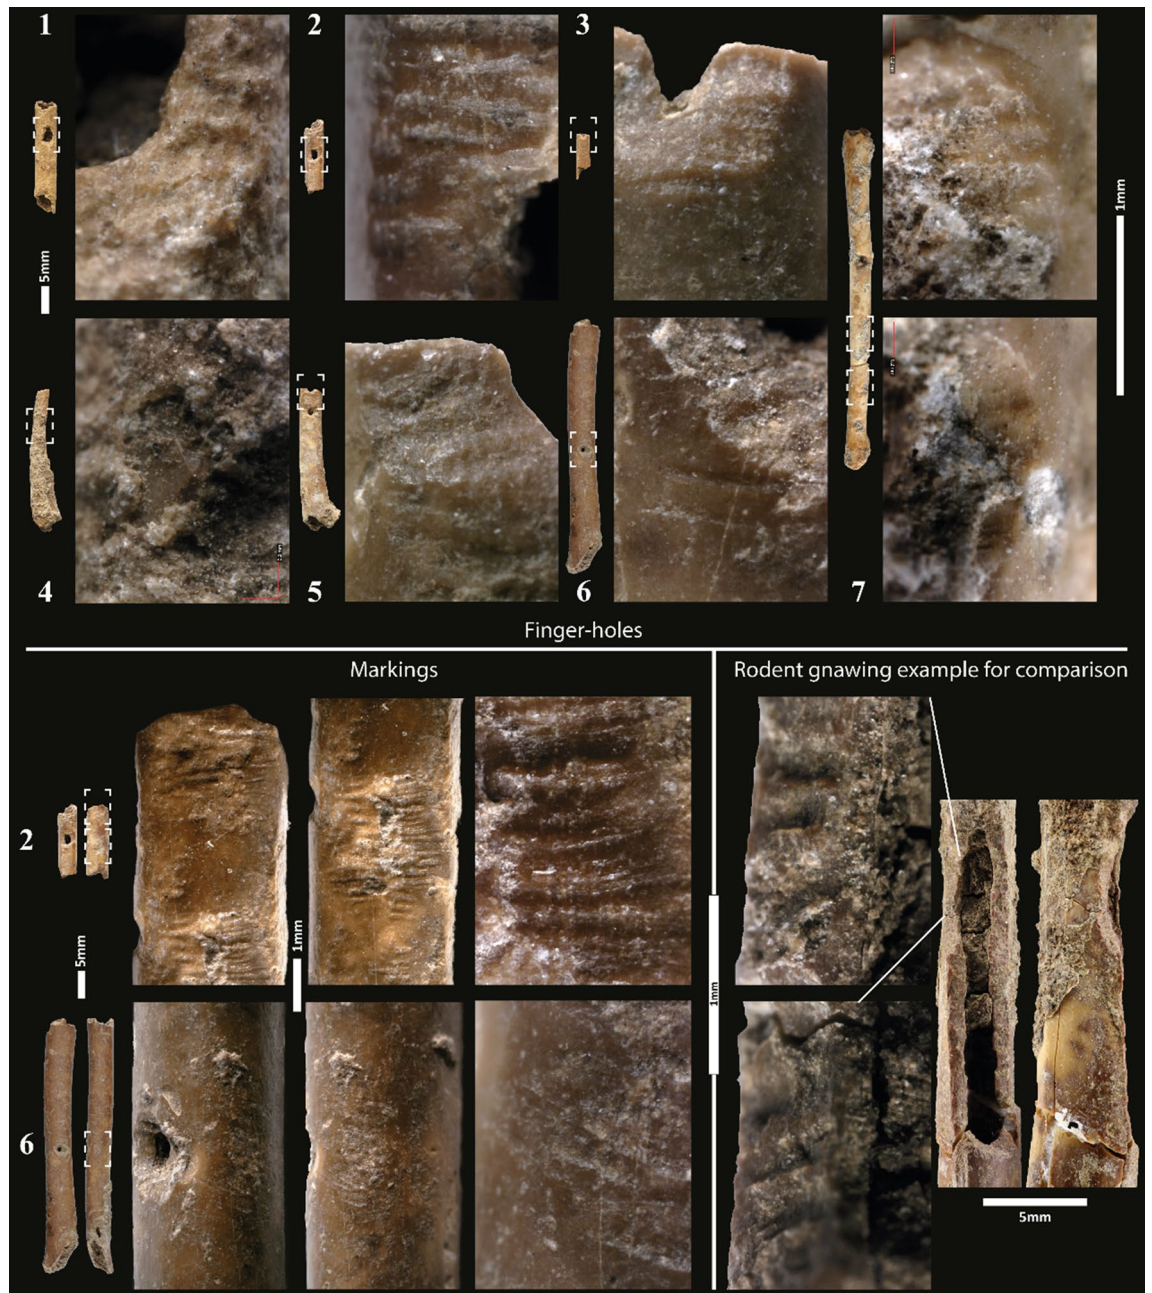 1
2
3
5mm
1mm
4
5
6
7
Finger-holes
Markings
Rodent gnawing example for comparison
2
5mm
1mm
1mm
6
5mm